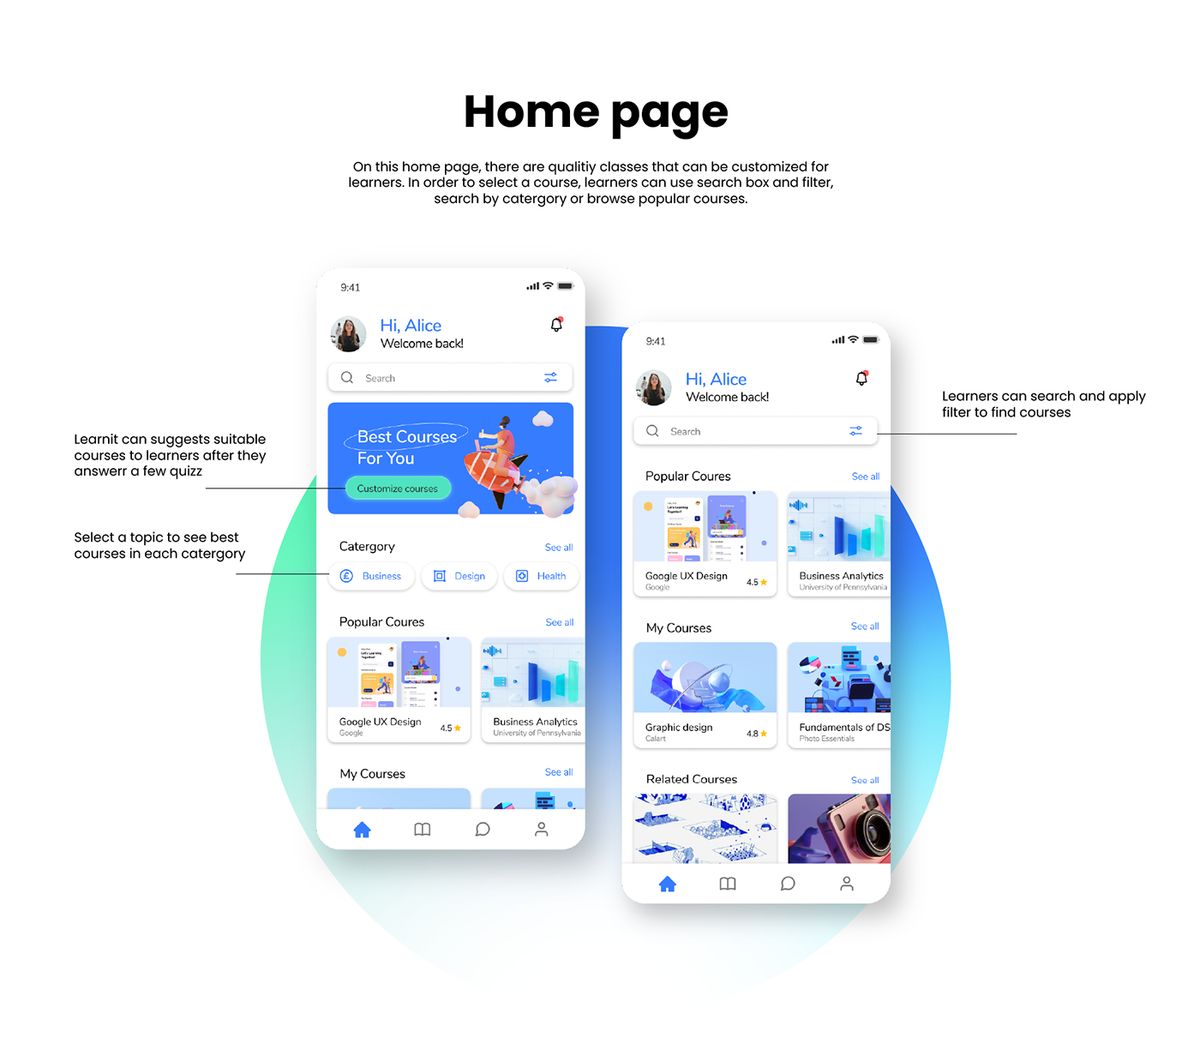 Home page
On this home page, there are qualitiy classes that can be customized for
learners. In order to select a course, learners can use search box and filter,
search by catergory or browse popular courses.
Learnit can suggests suitable
courses to learners after they
answerr a few quizz
Select a topic to see best
courses in each catergory
9:41
Hi, Alice
Welcome back!
Search
Best Courses
For You
Customize courses
Catergory
See all
Business
Design
Health
Popular Coures
See all
Let's Learning
Together!
Google UX Design
Google
4.5
Business Analytics
University of Pennsylvania
My Courses
See all
9:41
Hi, Alice
Welcome back!
Search
Popular Coures
See all
Let's Learning
Together!
Google UX Design
Google
4.5
Business Analytics
University of Pennsylvania
My Courses
See all
Graphic design
Calart
4.8
Fundamentals of DS
Photo Essentials
Related Courses
See all
Learners can search and apply
filter to find courses